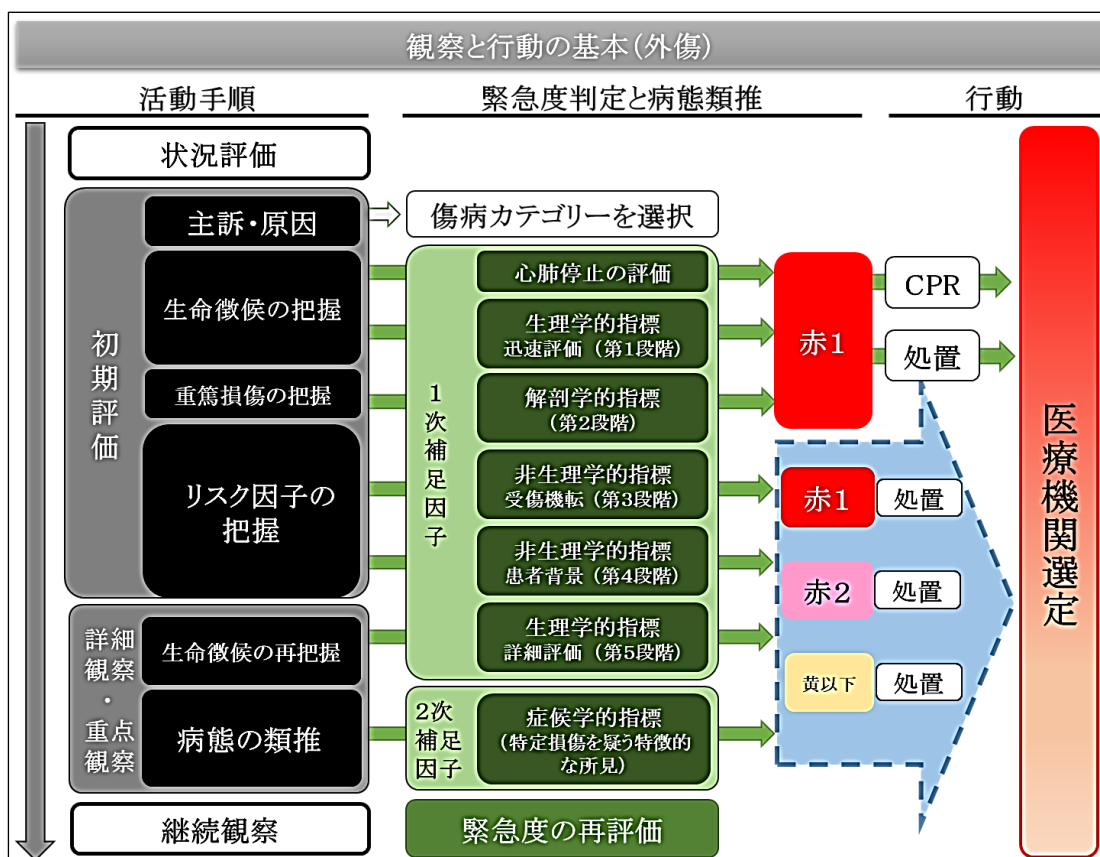 観察と行動の基本(外傷)
活動手順
緊急度判定と病態類推
行動
状況評価
初期評価
主訴・原因
生命徴候の把握
重篤損傷の把握
リスク因子の
把握
詳細
観察
・
重点
観察
生命徴候の再把握
病態の類推
継続観察
傷病カテゴリーを選択
1次補足因子
心肺停止の評価
生理学的指標
迅速評価(第1段階)
解剖学的指標
(第2段階)
非生理学的指標
受傷機転(第3段階)
非生理学的指標
患者背景(第4段階)
生理学的指標
詳細評価(第5段階)
2次
補足
因子
症候学的指標
(特定損傷を疑う特徴的
な所見)
緊急度の再評価
赤1
CPR
処置
赤1
処置
赤2
処置
黄以下
処置
医療機関選定